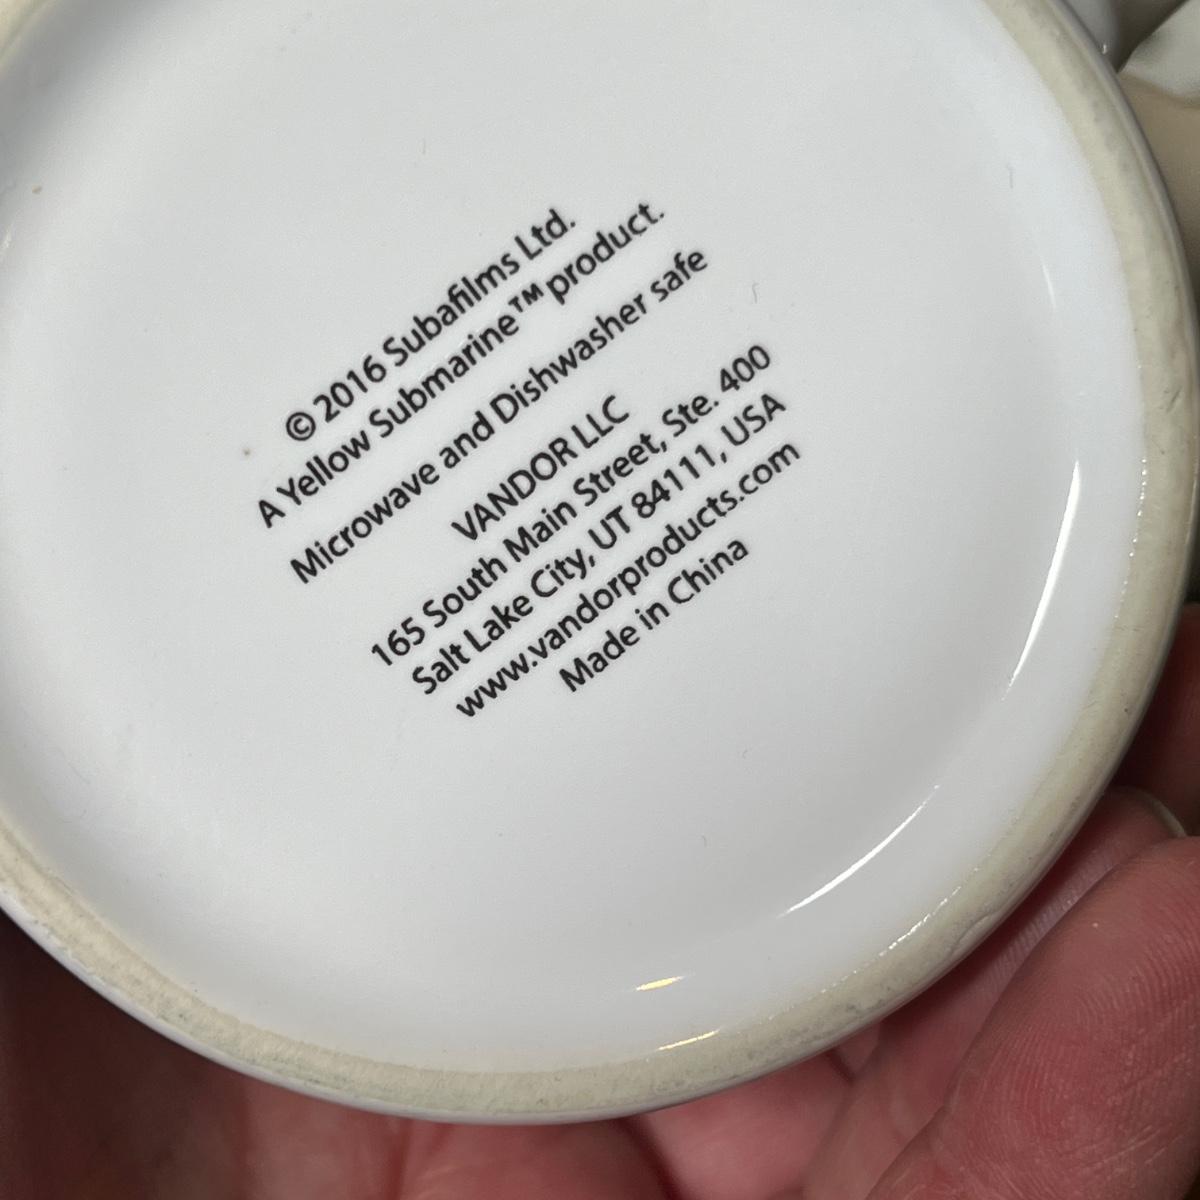 © 2016 Subafilms Ltd.
A Yellow Submarine™ product.
Microwave and Dishwasher safe
VANDOR LLC
165 South Main Street, Ste. 400
Salt Lake City, UT 84111, USA
www.vandorproducts.com
Made in China